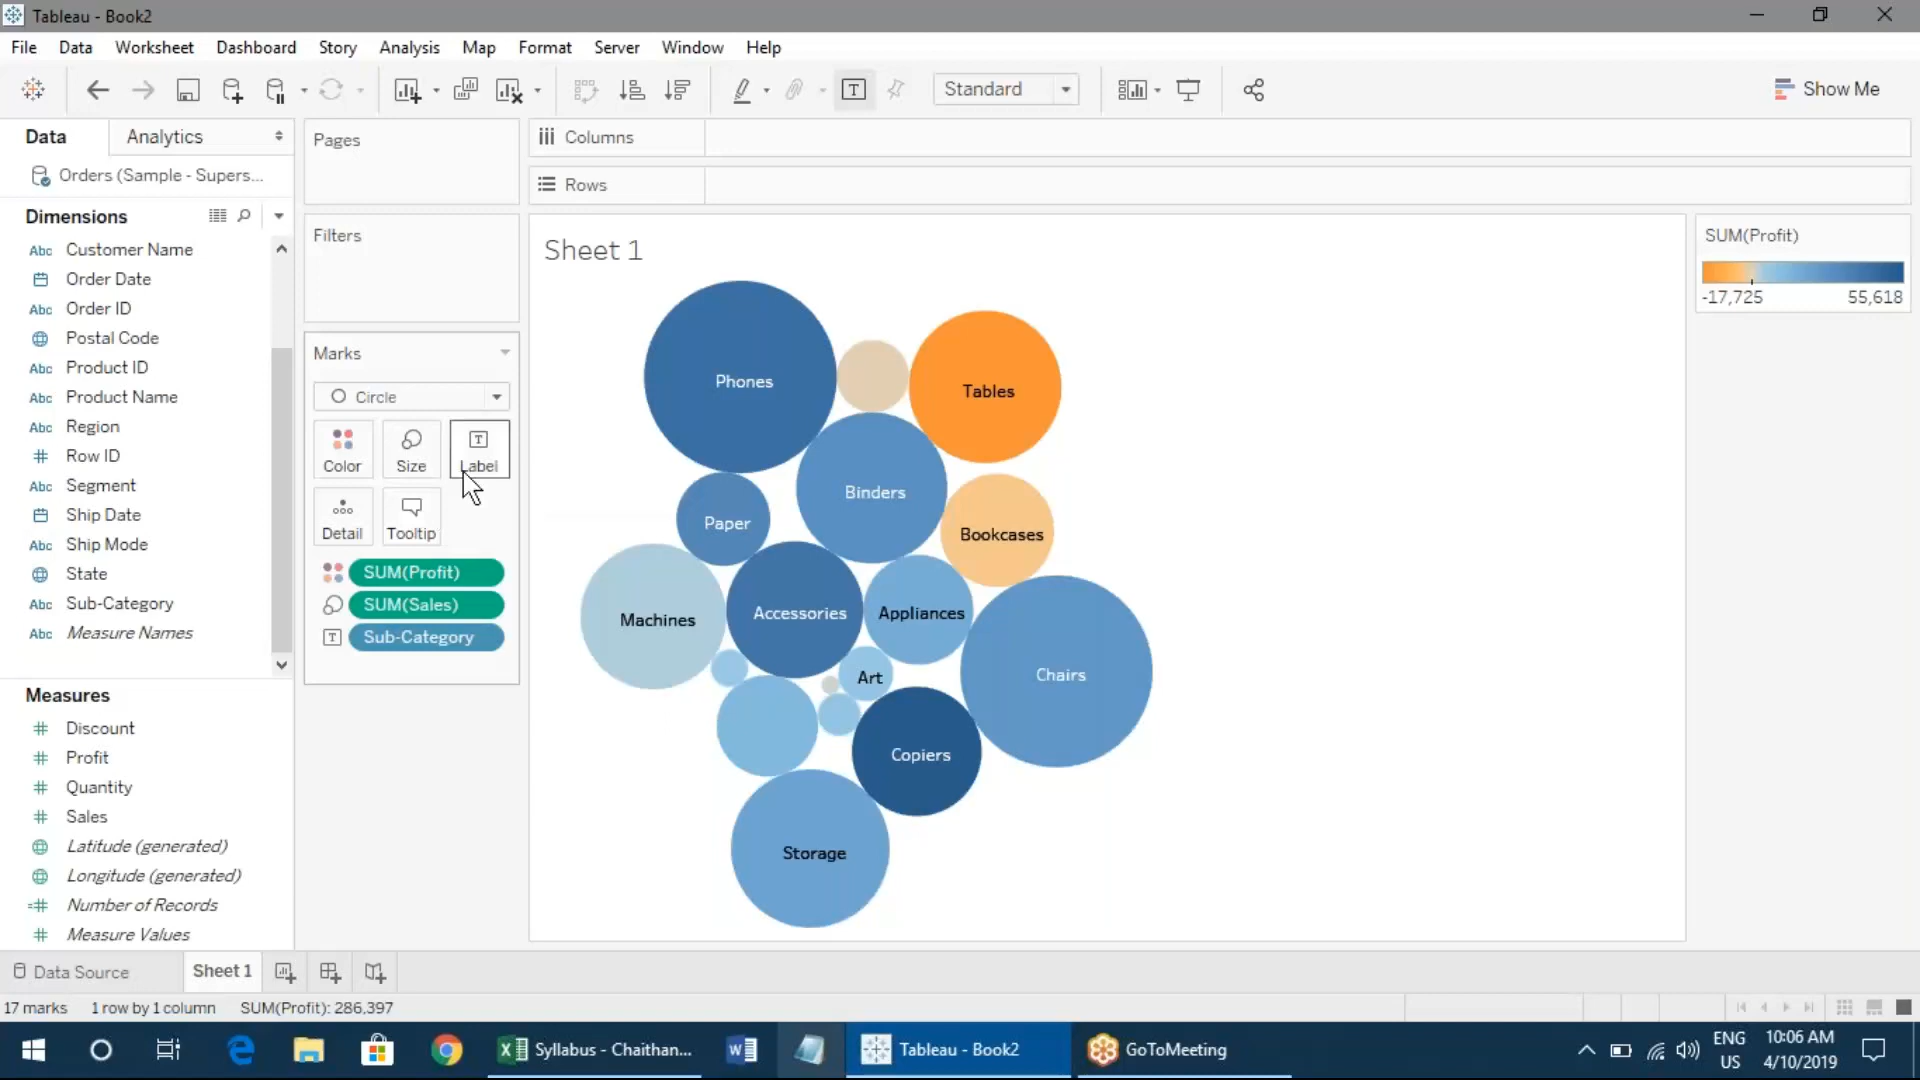 Tableau - Book2
File Data Worksheet Dashboard Story Analysis Map Format Server Window Help
Standard
Show Me
Data Analytics
Orders (Sample - Supers...
Dimensions
Abc Customer Name
Order Date
Abc Order ID
Postal Code
Abc Product ID
Abc Product Name
Abc Region
# Row ID
Abc Segment
Ship Date
Abc Ship Mode
State
Abc Sub-Category
Abc Measure Names
Measures
# Discount
# Profit
# Quantity
# Sales
Latitude (generated)
Longitude (generated)
=# Number of Records
# Measure Values
Pages
Filters
Marks
Circle
Color Size Label
Detail Tooltip
SUM(Profit)
SUM(Sales)
Sub-Category
Columns
Rows
Sheet 1
Phones
Tables
Binders
Paper
Bookcases
Machines
Accessories
Appliances
Art
Chairs
Copiers
Storage
SUM(Profit)
-17,725 55,618
Data Source Sheet 1
17 marks 1 row by 1 column SUM(Profit): 286,397
Syllabus - Chaithan...
Tableau - Book2
GoToMeeting
ENG
US
10:06 AM
4/10/2019